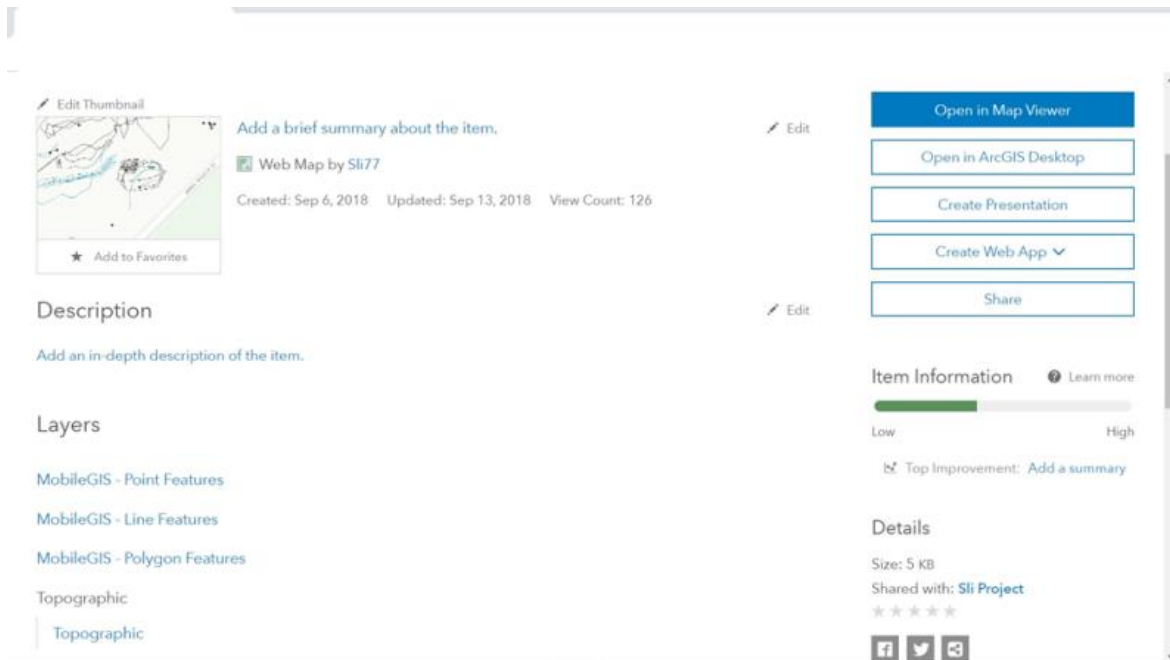 Edit Thumbnail
Add to Favorites
Add a brief summary about the item.
Edit
Web Map by Sli77
Created: Sep 6, 2018 Updated: Sep 13, 2018 View Count: 126
Description
Edit
Add an in-depth description of the item.
Layers
MobileGIS - Point Features
MobileGIS - Line Features
MobileGIS - Polygon Features
Topographic
Topographic
Open in Map Viewer
Open in ArcGIS Desktop
Create Presentation
Create Web App
Share
Item Information Learn more
Low High
Top Improvement: Add a summary
Details
Size: 5 KB
Shared with: Sli Project